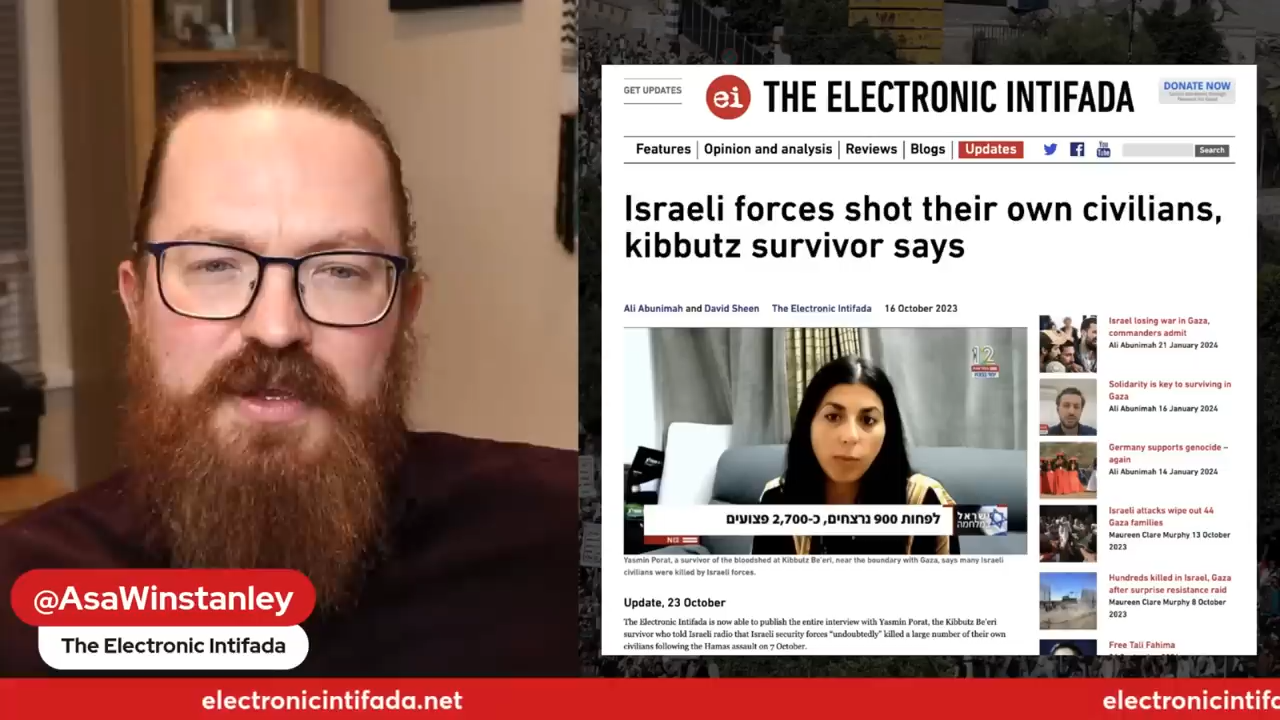 GET UPDATES
ei
THE ELECTRONIC INTIFADA
DONATE NOW
Features
Opinion and analysis
Reviews
Blogs
Updates
You
Tube
Search
Israeli forces shot their own civilians,
kibbutz survivor says
Ali Abunimah and David Sheen The Electronic Intifada 16 October 2023
12
לפחות 900 נרצחים, כ-2,700 פצועים
ישראל
במלחמה
Yasmin Porat, a survivor of the bloodshed at Kibbutz Be'eri, near the boundary with Gaza, says many Israeli
civilians were killed by Israeli forces.
Update, 23 October
The Electronic Intifada is now able to publish the entire interview with Yasmin Porat, the Kibbutz Be'eri
survivor who told Israeli radio that Israeli security forces "undoubtedly" killed a large number of their own
civilians following the Hamas assault on 7 October.
Israel losing war in Gaza,
commanders admit
Ali Abunimah 21 January 2024
Solidarity is key to surviving in
Gaza
Ali Abunimah 16 January 2024
Germany supports genocide –
again
Ali Abunimah 14 January 2024
Israeli attacks wipe out 44
Gaza families
Maureen Clare Murphy 13 October
2023
Hundreds killed in Israel, Gaza
after surprise resistance raid
Maureen Clare Murphy 8 October
2023
Free Tali Fahima
@AsaWinstanley
The Electronic Intifada
electronicintifada.net
electronicintifa